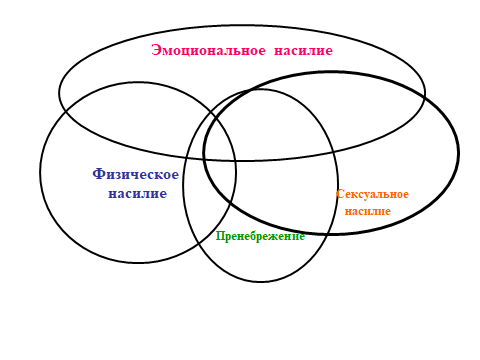 Эмоциональное насилие
Физическое
насилие
Сексуальное
насилие
Пренебрежение